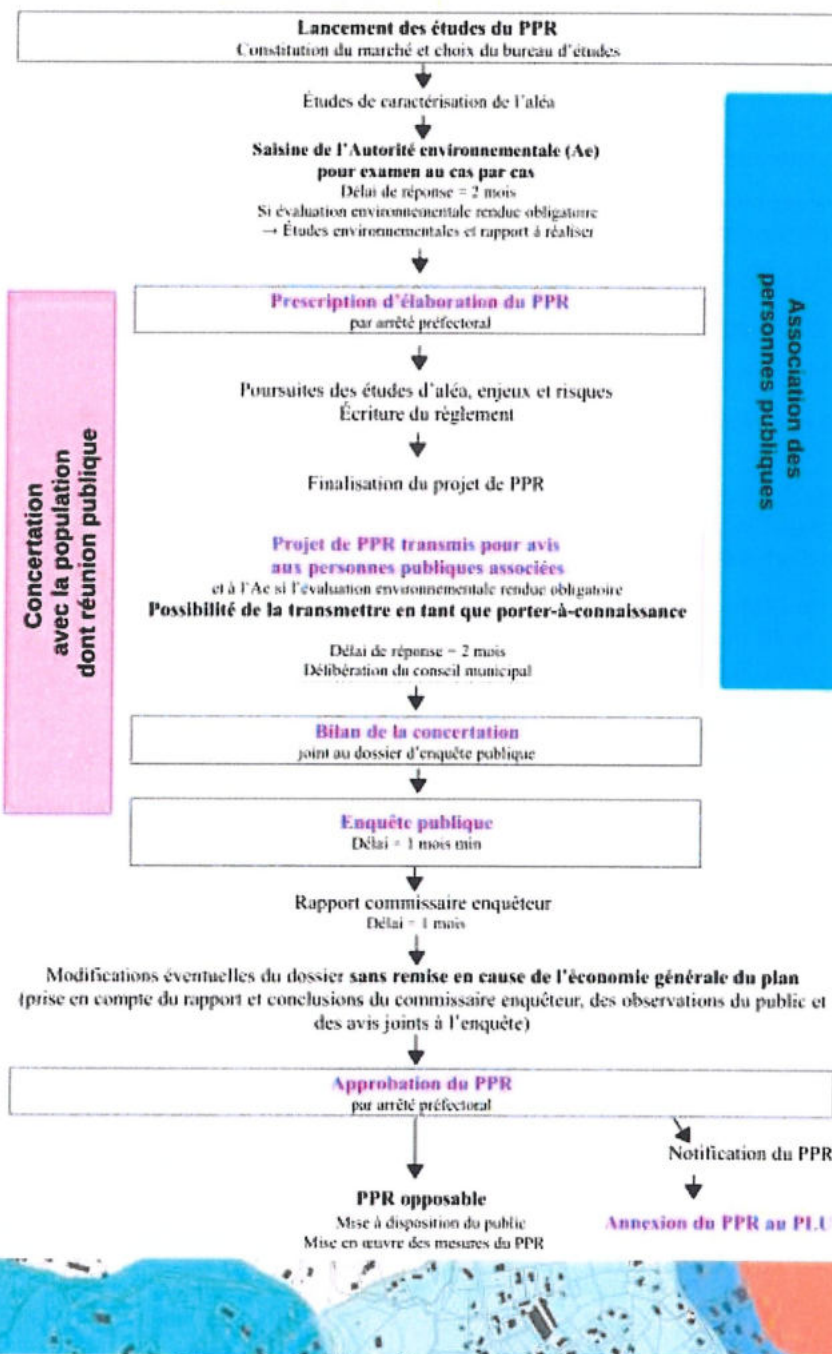 Lancement des études du PPR
Constitution du marché et choix du bureau d'études
Études de caractérisation de l'aléa
Saisine de l'Autorité environnementale (Ae)
pour examen au cas par cas
Délai de réponse = 2 mois
Si évaluation environnementale rendue obligatoire
→ Études environnementales et rapport à réaliser
Association des
personnes publiques
Concertation
avec la population
dont réunion publique
Prescription d'élaboration du PPR
par arrêté préfectoral
Poursuites des études d'aléa, enjeux et risques
Écriture du règlement
Finalisation du projet de PPR
Projet de PPR transmis pour avis
aux personnes publiques associées
et à l'Ae si l'évaluation environnementale rendue obligatoire
Possibilité de la transmettre en tant que porter-à-connaissance
Délai de réponse = 2 mois
Délibération du conseil municipal
Bilan de la concertation
joint au dossier d'enquête publique
Enquête publique
Délai = 1 mois min
Rapport commissaire enquêteur
Délai = 1 mois
Modifications éventuelles du dossier sans remise en cause de l'économie générale du plan
(prise en compte du rapport et conclusions du commissaire enquêteur, des observations du public et
des avis joints à l'enquête)
Approbation du PPR
par arrêté préfectoral
Notification du PPR
PPR opposable
Mise à disposition du public
Mise en œuvre des mesures du PPR
Annexion du PPR au PLU